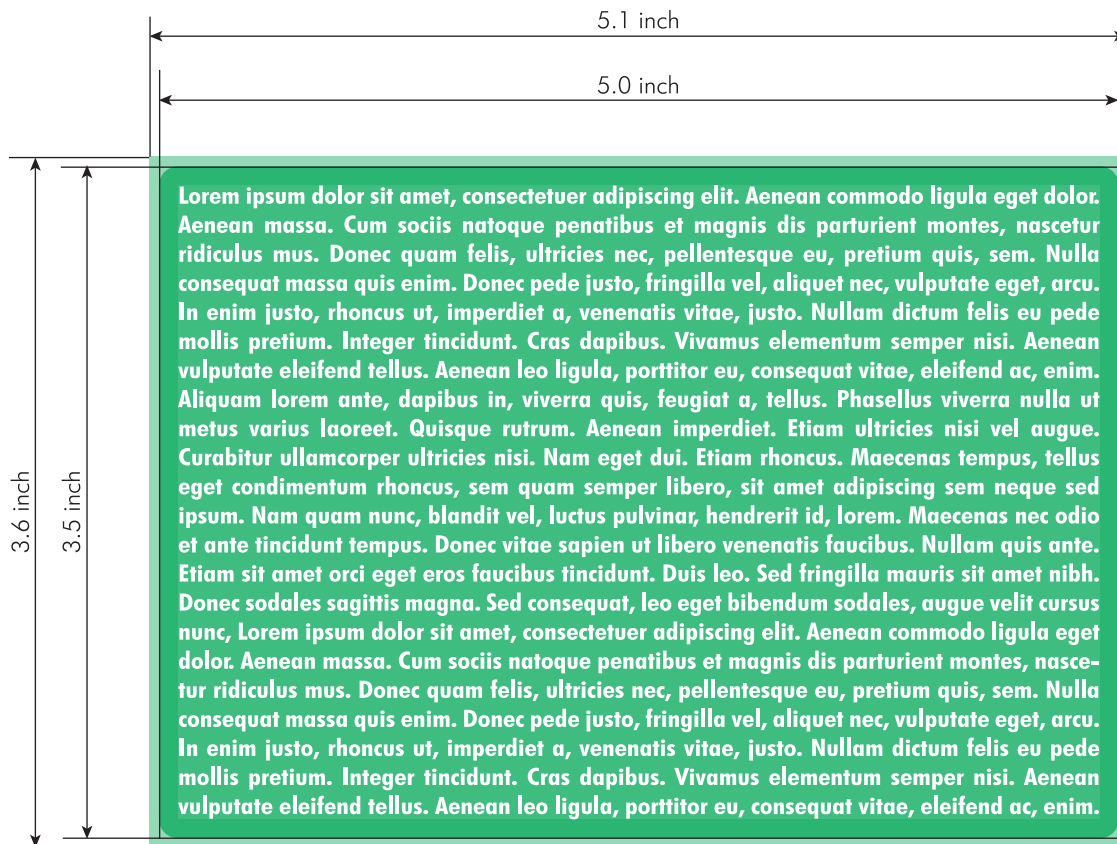 5.1 inch
5.0 inch
3.6 inch
3.5 inch
Lorem ipsum dolor sit amet, consectetuer adipiscing elit. Aenean commodo ligula eget dolor.
Aenean massa. Cum sociis natoque penatibus et magnis dis parturient montes, nascetur
ridiculus mus. Donec quam felis, ultricies nec, pellentesque eu, pretium quis, sem. Nulla
consequat massa quis enim. Donec pede justo, fringilla vel, aliquet nec, vulputate eget, arcu.
In enim justo, rhoncus ut, imperdiet a, venenatis vitae, justo. Nullam dictum felis eu pede
mollis pretium. Integer tincidunt. Cras dapibus. Vivamus elementum semper nisi. Aenean
vulputate eleifend tellus. Aenean leo ligula, porttitor eu, consequat vitae, eleifend ac, enim.
Aliquam lorem ante, dapibus in, viverra quis, feugiat a, tellus. Phasellus viverra nulla ut
metus varius laoreet. Quisque rutrum. Aenean imperdiet. Etiam ultricies nisi vel augue.
Curabitur ullamcorper ultricies nisi. Nam eget dui. Etiam rhoncus. Maecenas tempus, tellus
eget condimentum rhoncus, sem quam semper libero, sit amet adipiscing sem neque sed
ipsum. Nam quam nunc, blandit vel, luctus pulvinar, hendrerit id, lorem. Maecenas nec odio
et ante tincidunt tempus. Donec vitae sapien ut libero venenatis faucibus. Nullam quis ante.
Etiam sit amet orci eget eros faucibus tincidunt. Duis leo. Sed fringilla mauris sit amet nibh.
Donec sodales sagittis magna. Sed consequat, leo eget bibendum sodales, augue velit cursus
nunc, Lorem ipsum dolor sit amet, consectetuer adipiscing elit. Aenean commodo ligula eget
dolor. Aenean massa. Cum sociis natoque penatibus et magnis dis parturient montes, nasce-
tur ridiculus mus. Donec quam felis, ultricies nec, pellentesque eu, pretium quis, sem. Nulla
consequat massa quis enim. Donec pede justo, fringilla vel, aliquet nec, vulputate eget, arcu.
In enim justo, rhoncus ut, imperdiet a, venenatis vitae, justo. Nullam dictum felis eu pede
mollis pretium. Integer tincidunt. Cras dapibus. Vivamus elementum semper nisi. Aenean
vulputate eleifend tellus. Aenean leo ligula, porttitor eu, consequat vitae, eleifend ac, enim.